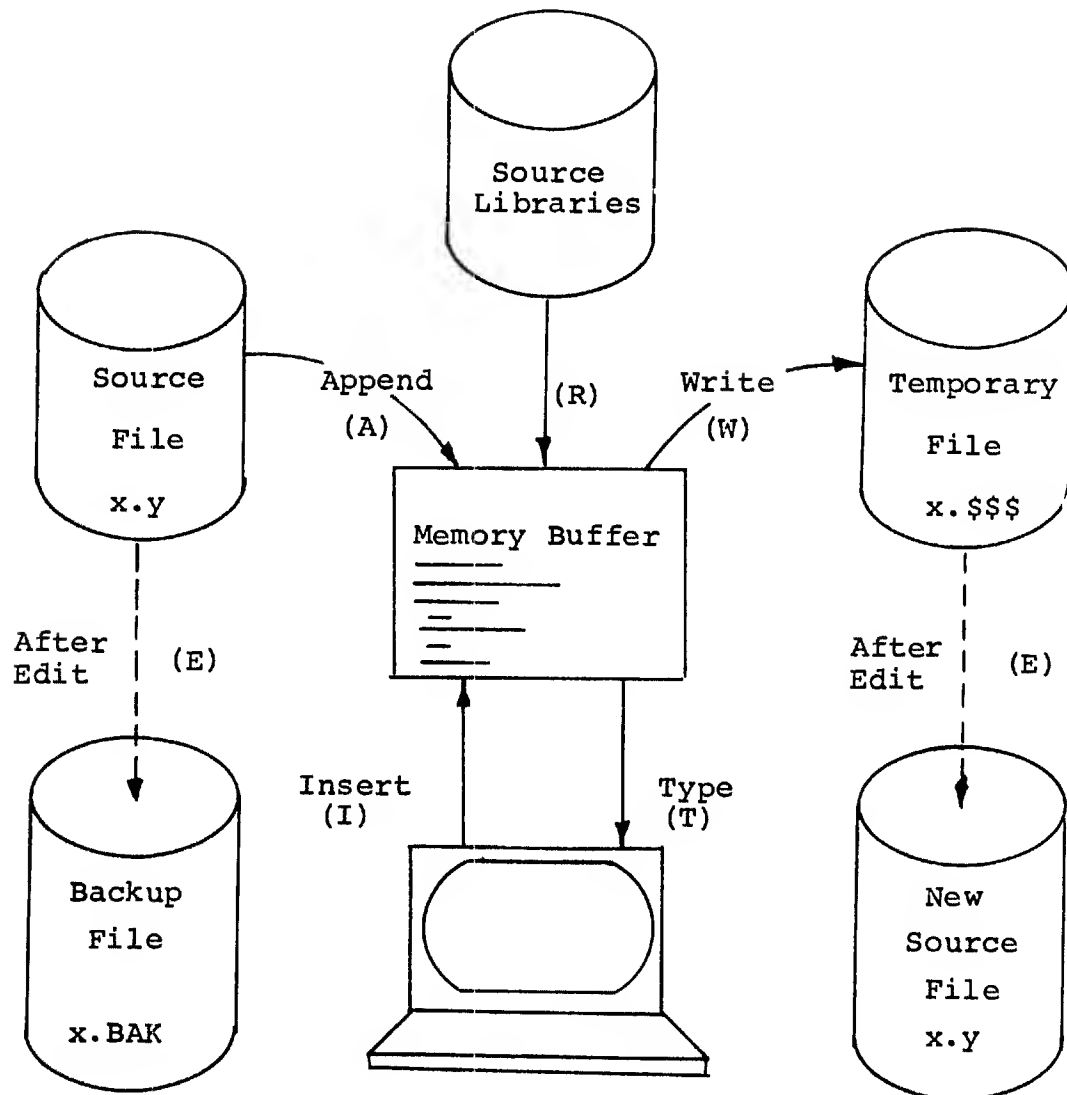 Source
Libraries
Source
File
x.y
Append
(A)
(R)
Write
(W)
Temporary
File
x.$$$
Memory Buffer
After
Edit
(E)
After
Edit
(E)
Insert
(I)
Type
(T)
Backup
File
x.BAK
New
Source
File
x.y